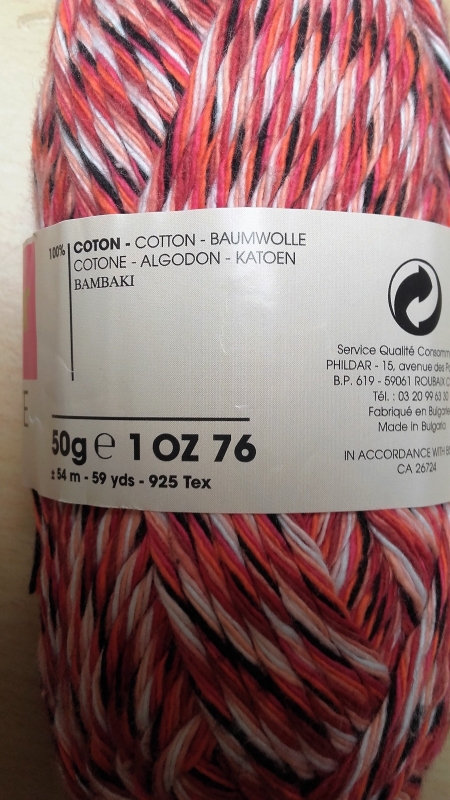 100% COTON - COTTON - BAUMWOLLE
COTONE - ALGODON - KATOEN
BAMBAKI
E
50g e 1 OZ 76
± 54 m - 59 yds - 925 Tex
Service Qualité
PHILDAR - 15, avenue des
B.P. 619 - 59061 ROUBAIX
Tél. : 03 20 99 63 30
Fabriqué en Bulgarie
Made in Bulgaria
IN ACCORDANCE WITH
CA 26724